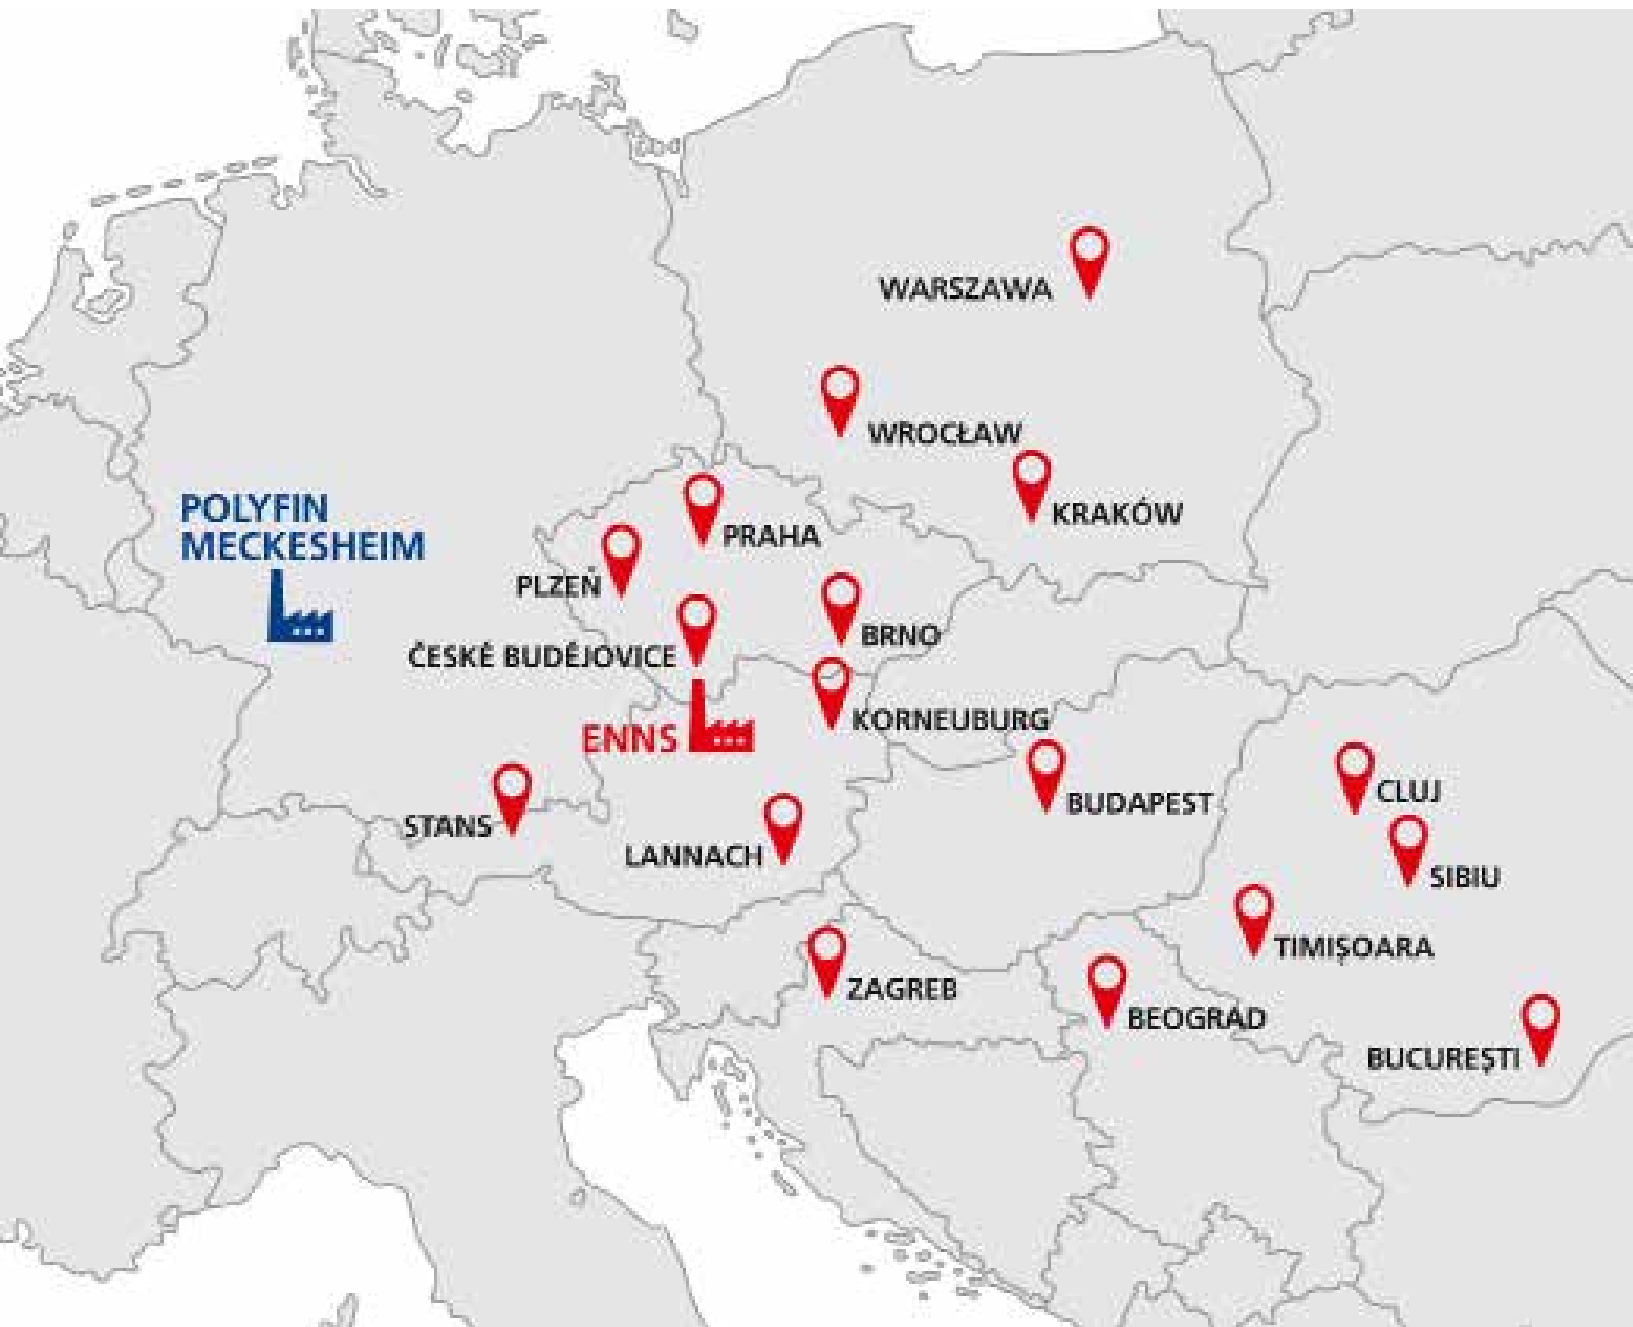 WARSZAWA
WROCŁAW
KRAKÓW
POLYFIN
MECKESHEIM
PRAHA
PLZEŇ
BRNO
ČESKÉ BUDĚJOVICE
KORNEUBURG
ENNS
BUDAPEST
CLUJ
STANS
LANNACH
SIBIU
TIMIȘOARA
ZAGREB
BEOGRAD
BUCUREȘTI